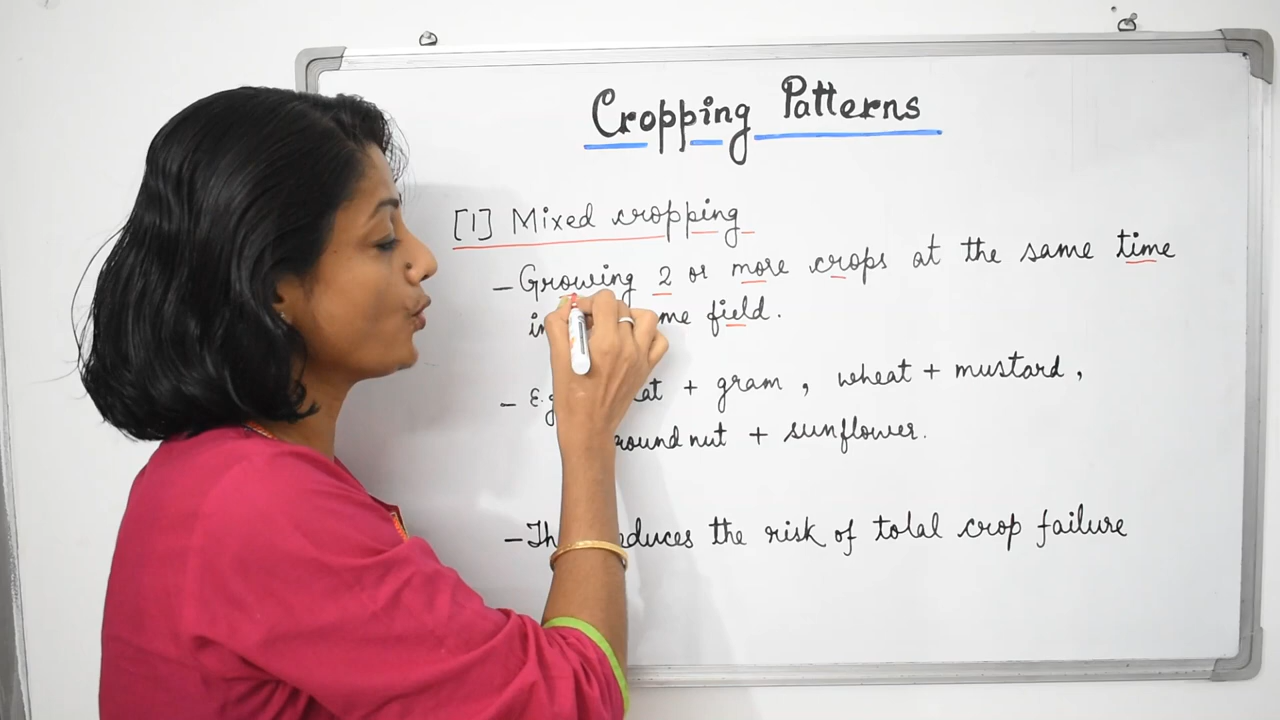 Cropping Patterns
[1] Mixed cropping
- Growing 2 or more crops at the same time
field.
- + gram, wheat + mustard,
+ sunflower.
- the risk of total crop failure